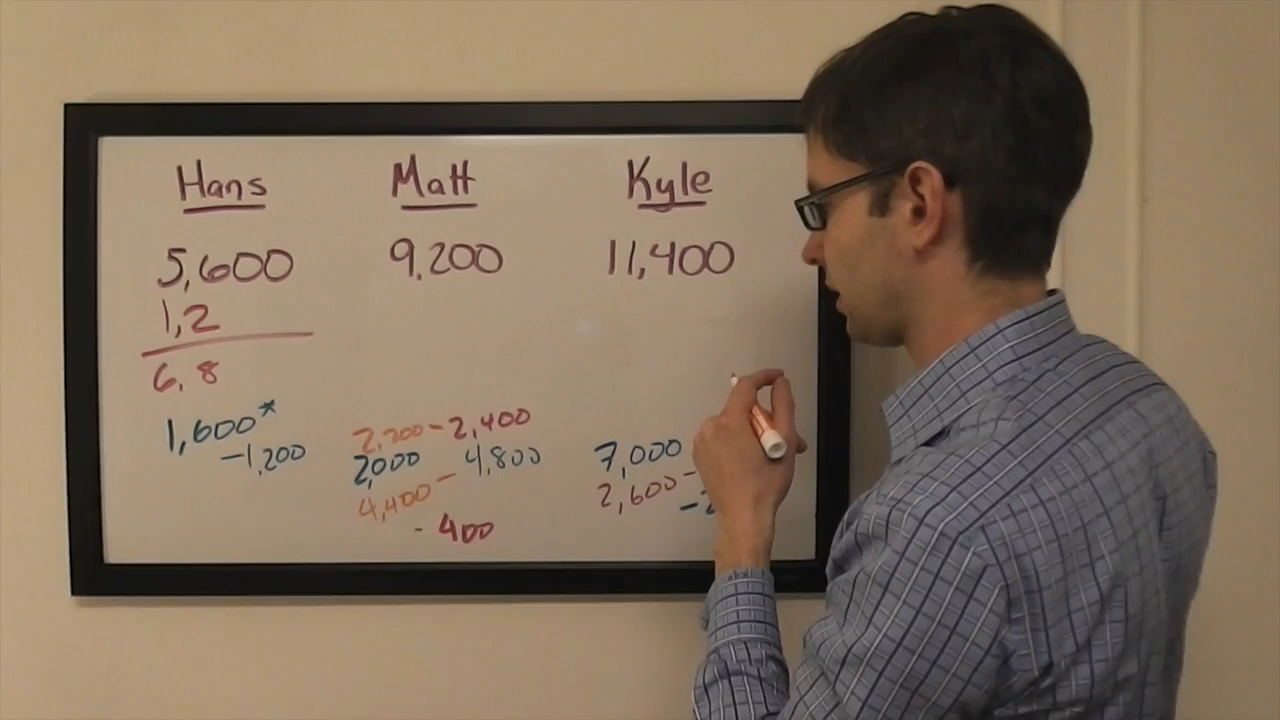 Hans Matt Kyle
5,600 9,200 11,400
1,2
6,8
1,600* 2,200 - 2,400
-1,200 2,000 - 4,800 7,000
4,400 2,600 -
- 400